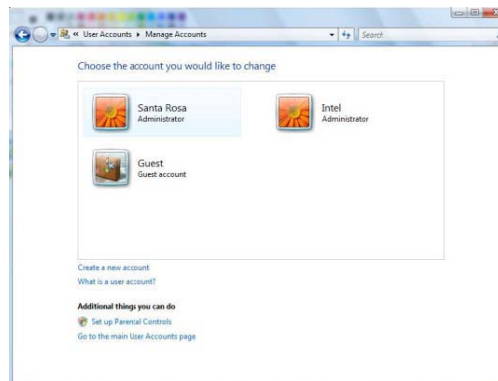 « User Accounts ▸ Manage Accounts
Search
Choose the account you would like to change
Santa Rosa
Administrator
Intel
Administrator
Guest
Guest account
Create a new account
What is a user account?
Additional things you can do
Set up Parental Controls
Go to the main User Accounts page